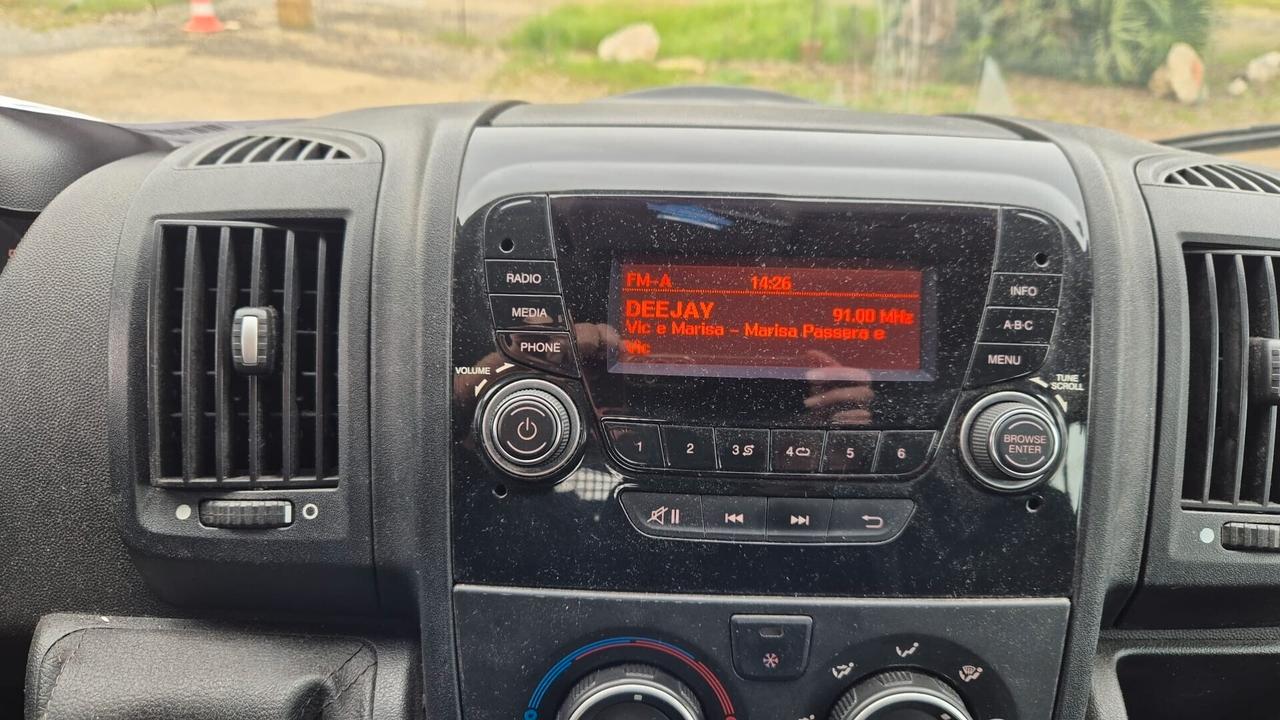 FM-A 14:26
DEEJAY 91.00 MHz
Vic e Marisa - Marisa Passera e
Vic
RADIO
MEDIA
PHONE
INFO
A·B·C
MENU
VOLUME
TUNE
SCROLL
BROWSE
ENTER
1 2 3 4 5 6